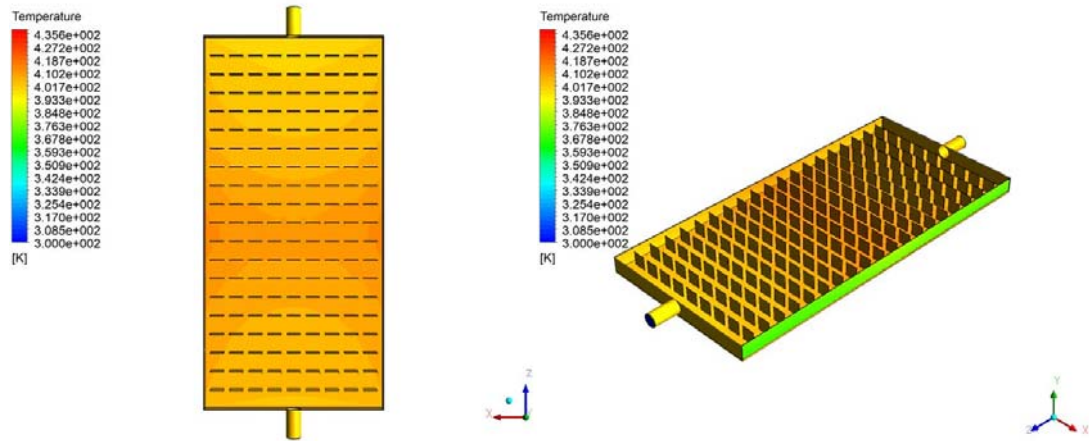 Temperature
4.356e+002
4.272e+002
4.187e+002
4.102e+002
4.017e+002
3.933e+002
3.848e+002
3.763e+002
3.678e+002
3.593e+002
3.509e+002
3.424e+002
3.339e+002
3.254e+002
3.170e+002
3.085e+002
3.000e+002
[K]
Z
X
Y
Temperature
4.356e+002
4.272e+002
4.187e+002
4.102e+002
4.017e+002
3.933e+002
3.848e+002
3.763e+002
3.678e+002
3.593e+002
3.509e+002
3.424e+002
3.339e+002
3.254e+002
3.170e+002
3.085e+002
3.000e+002
[K]
Y
Z
X